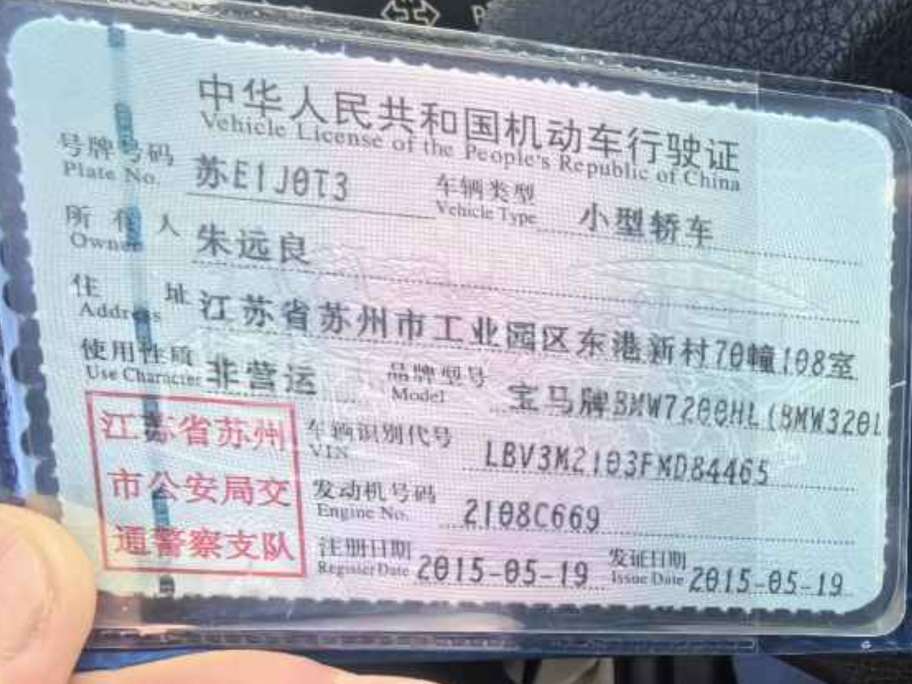 中华人民共和国机动车行驶证
Vehicle License of the People's Republic of China
号牌号码 苏E1J0T3 车辆类型 小型轿车
Plate No. Vehicle Type
所有人 朱远良
Owner
住址 江苏省苏州市工业园区东港新村70幢108室
Address
使用性质 非营运 品牌型号 宝马牌BMW7200HL(BMW320L
Use Character Model
江苏省苏州
市公安局交
通警察支队
车辆识别代号 LBV3M2103FMD84465
VIN
发动机号码 2108C669
Engine No.
注册日期 2015-05-19 发证日期 2015-05-19
Register Date Issue Date